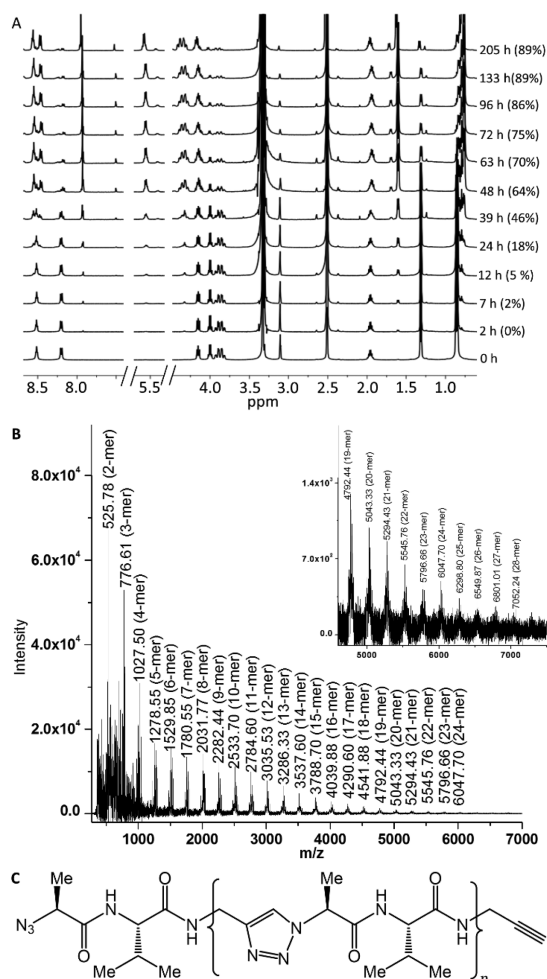 A
205 h (89%)
133 h(89%)
96 h (86%)
72 h (75%)
63 h (70%)
48 h (64%)
39 h (46%)
24 h (18%)
12 h (5 %)
7 h (2%)
2 h (0%)
0 h
8.5 8.0 5.5 4.0 3.5 3.0 2.5 2.0 1.5 1.0
ppm
B
8.0x10⁴
6.0x10⁴
4.0x10⁴
2.0x10⁴
0.0
Intensity
525.78 (2-mer)
776.61 (3-mer)
1027.50 (4-mer)
1278.55 (5-mer)
1529.85 (6-mer)
1780.55 (7-mer)
2031.77 (8-mer)
2282.44 (9-mer)
2533.70 (10-mer)
2784.60 (11-mer)
3035.53 (12-mer)
3286.33 (13-mer)
3537.60 (14-mer)
3788.70 (15-mer)
4039.88 (16-mer)
4290.60 (17-mer)
4541.88 (18-mer)
4792.44 (19-mer)
5043.33 (20-mer)
5294.43 (21-mer)
5545.76 (22-mer)
5796.66 (23-mer)
6047.70 (24-mer)
1000 2000 3000 4000 5000 6000 7000
m/z
1.4x10³
7.0x10²
0.0
4792.44 (19-mer)
5043.33 (20-mer)
5294.43 (21-mer)
5545.76 (22-mer)
5796.66 (23-mer)
6047.70 (24-mer)
6298.80 (25-mer)
6549.87 (26-mer)
6801.01 (27-mer)
7052.24 (28-mer)
5000 6000 7000
C
Me O Me O
H H H H
N N N N
N₃ N
O N=N O
Me Me Me Me
n